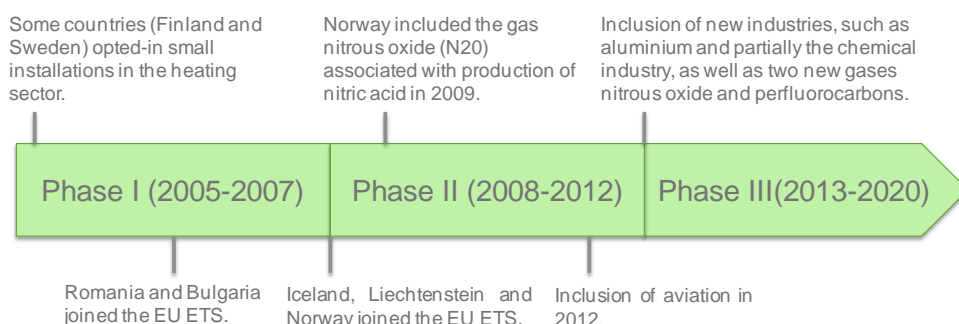 Some countries (Finland and
Sweden) opted-in small
installations in the heating
sector.
Norway included the gas
nitrous oxide (N20)
associated with production of
nitric acid in 2009.
Inclusion of new industries, such as
aluminium and partially the chemical
industry, as well as two new gases
nitrous oxide and perfluorocarbons.
Phase I (2005-2007)
Phase II (2008-2012)
Phase III(2013-2020)
Romania and Bulgaria
joined the EU ETS.
Iceland, Liechtenstein and
Norway joined the EU ETS.
Inclusion of aviation in
2012.